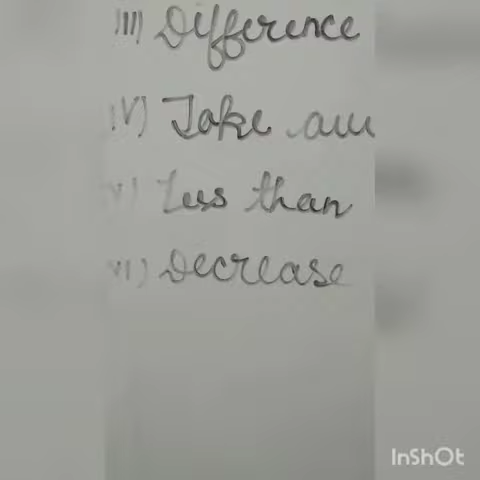 III) Difference
IV) Take
V) Less than
VI) Decrease
InShOt